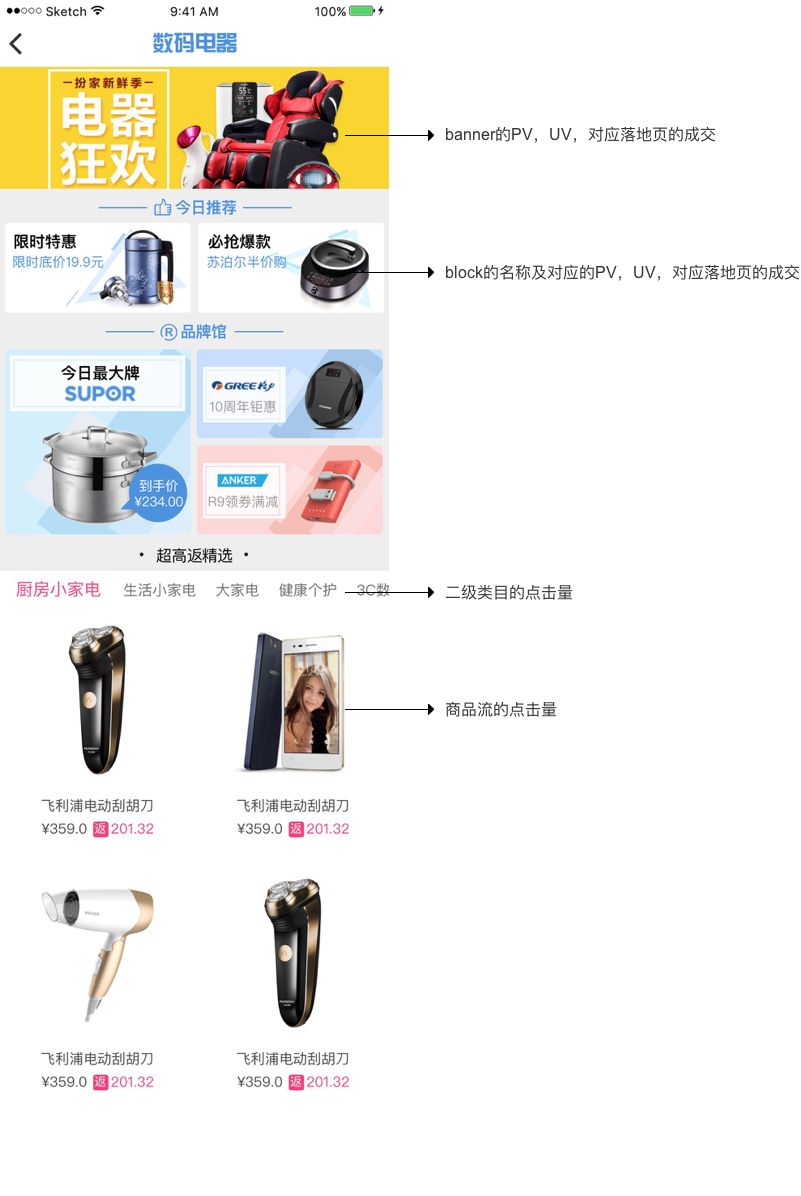 ●●○○○ Sketch 9:41 AM 100%
数码电器
扮家新鲜季
电器
狂欢
55℃
banner的PV，UV，对应落地页的成交
今日推荐
限时特惠
限时底价19.9元
必抢爆款
苏泊尔半价购
block的名称及对应的PV，UV，对应落地页的成交
® 品牌馆
今日最大牌
SUPOR
到手价
¥234.00
GREE 格力
10周年钜惠
ANKER
R9领券满减
• 超高返精选 •
厨房小家电 生活小家电 大家电 健康个护 3C数
二级类目的点击量
商品流的点击量
飞利浦电动刮胡刀 飞利浦电动刮胡刀
¥359.0 返 201.32 ¥359.0 返 201.32
飞利浦电动刮胡刀 飞利浦电动刮胡刀
¥359.0 返 201.32 ¥359.0 返 201.32